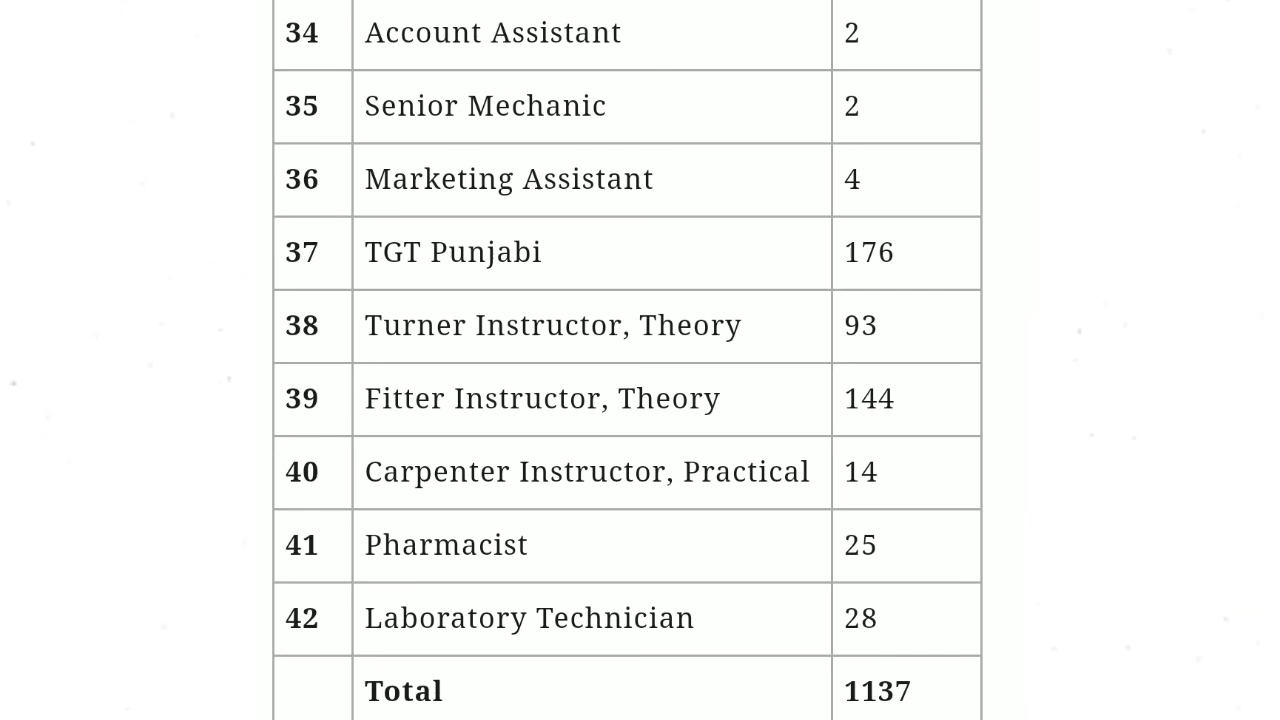 34 Account Assistant 2
35 Senior Mechanic 2
36 Marketing Assistant 4
37 TGT Punjabi 176
38 Turner Instructor, Theory 93
39 Fitter Instructor, Theory 144
40 Carpenter Instructor, Practical 14
41 Pharmacist 25
42 Laboratory Technician 28
Total 1137